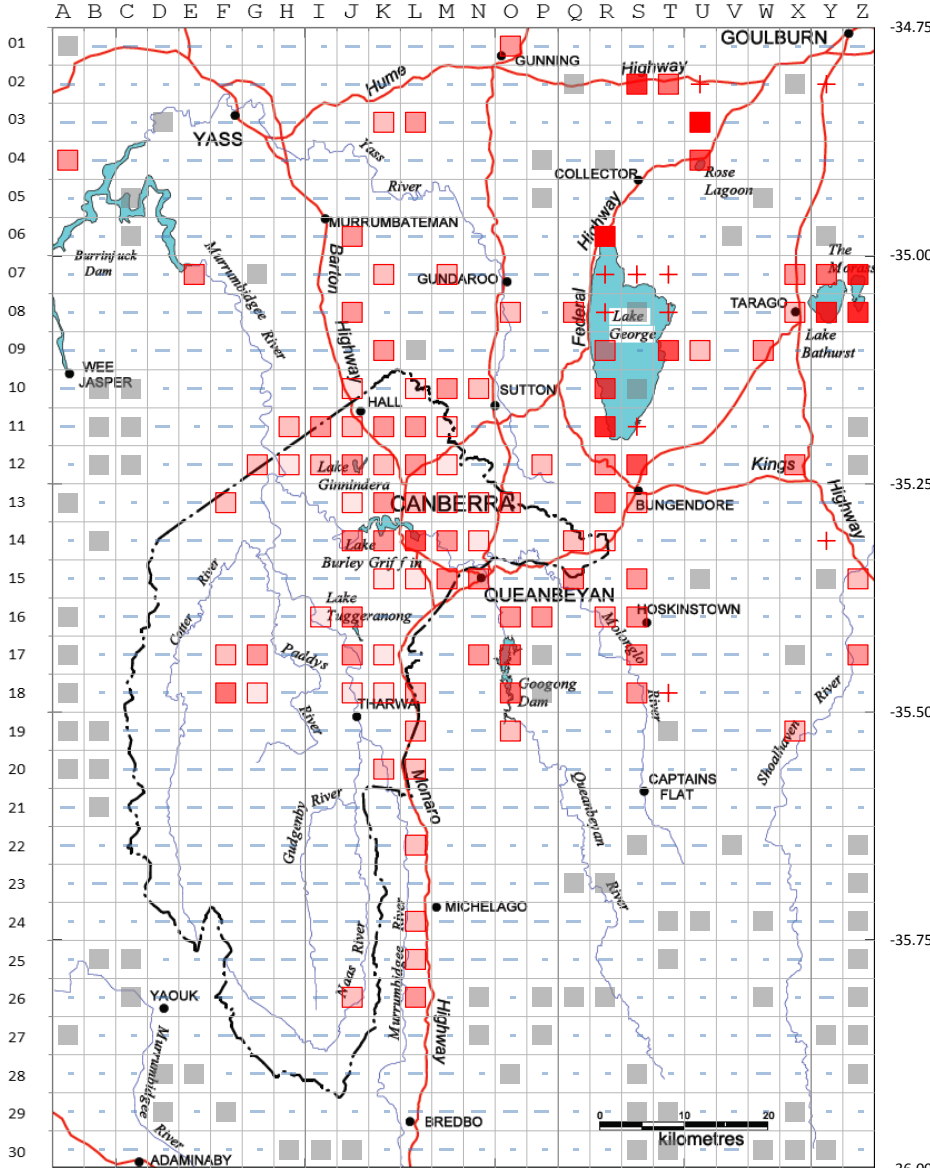 A B C D E F G H I J K L M N O P Q R S T U V W X Y Z
01
GOULBURN
-34.75
GUNNING
02
Hume
Highway
03
YASS
04
Yass
River
COLLECTOR
Rose
Lagoon
05
06
MURRUMBATEMAN
Highway
-35.00
Burrinjuck
Dam
Murrumbidgee
River
Barton
Highway
The
Morass
07
GUNDAROO
08
Federal
Lake
George
TARAGO
Lake
Bathurst
09
WEE
JASPER
10
SUTTON
HALL
11
12
Lake
Ginnindera
Kings
Highway
-35.25
13
CANBERRA
BUNGENDORE
14
Lake
Burley Griffin
15
River
Cotter
QUEANBEYAN
16
Lake
Tuggeranong
HOSKINSTOWN
Molonglo
River
17
Paddys
River
18
Googong
Dam
River
Shoalhaven
THARWA
-35.50
19
20
Monaro
Highway
CAPTAINS
FLAT
Queanbeyan
River
21
Gudgenby
River
22
23
24
MICHELAGO
River
Murrumbidgee
-35.75
25
Naas
River
26
YAOUK
27
Murrumbidgee
River
28
29
BREDBO
0 10 20
kilometres
30
ADAMINABY
-36.00